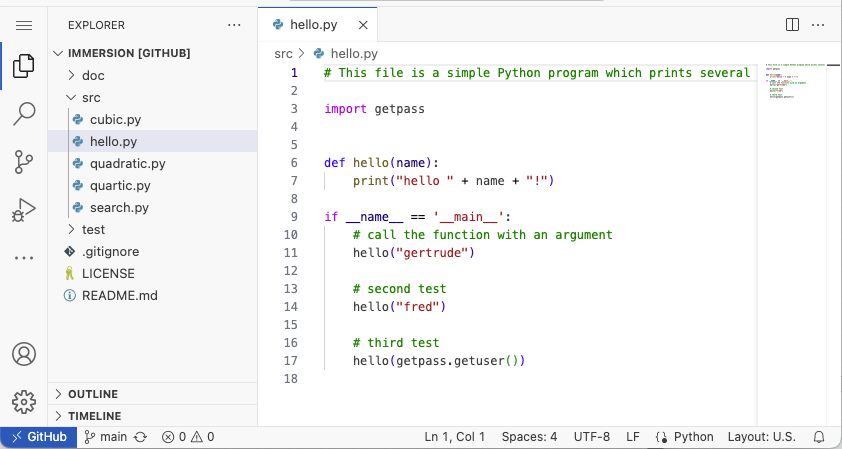 EXPLORER
IMMERSION [GITHUB]
doc
src
cubic.py
hello.py
quadratic.py
quartic.py
search.py
test
.gitignore
LICENSE
README.md
OUTLINE
TIMELINE
hello.py
src > hello.py
1 # This file is a simple Python program which prints several
2
3 import getpass
4
5
6 def hello(name):
7     print("hello " + name + "!")
8
9 if __name__ == '__main__':
10     # call the function with an argument
11     hello("gertrude")
12
13     # second test
14     hello("fred")
15
16     # third test
17     hello(getpass.getuser())
18
GitHub main 0 0 Ln 1, Col 1 Spaces: 4 UTF-8 LF Python Layout: U.S.